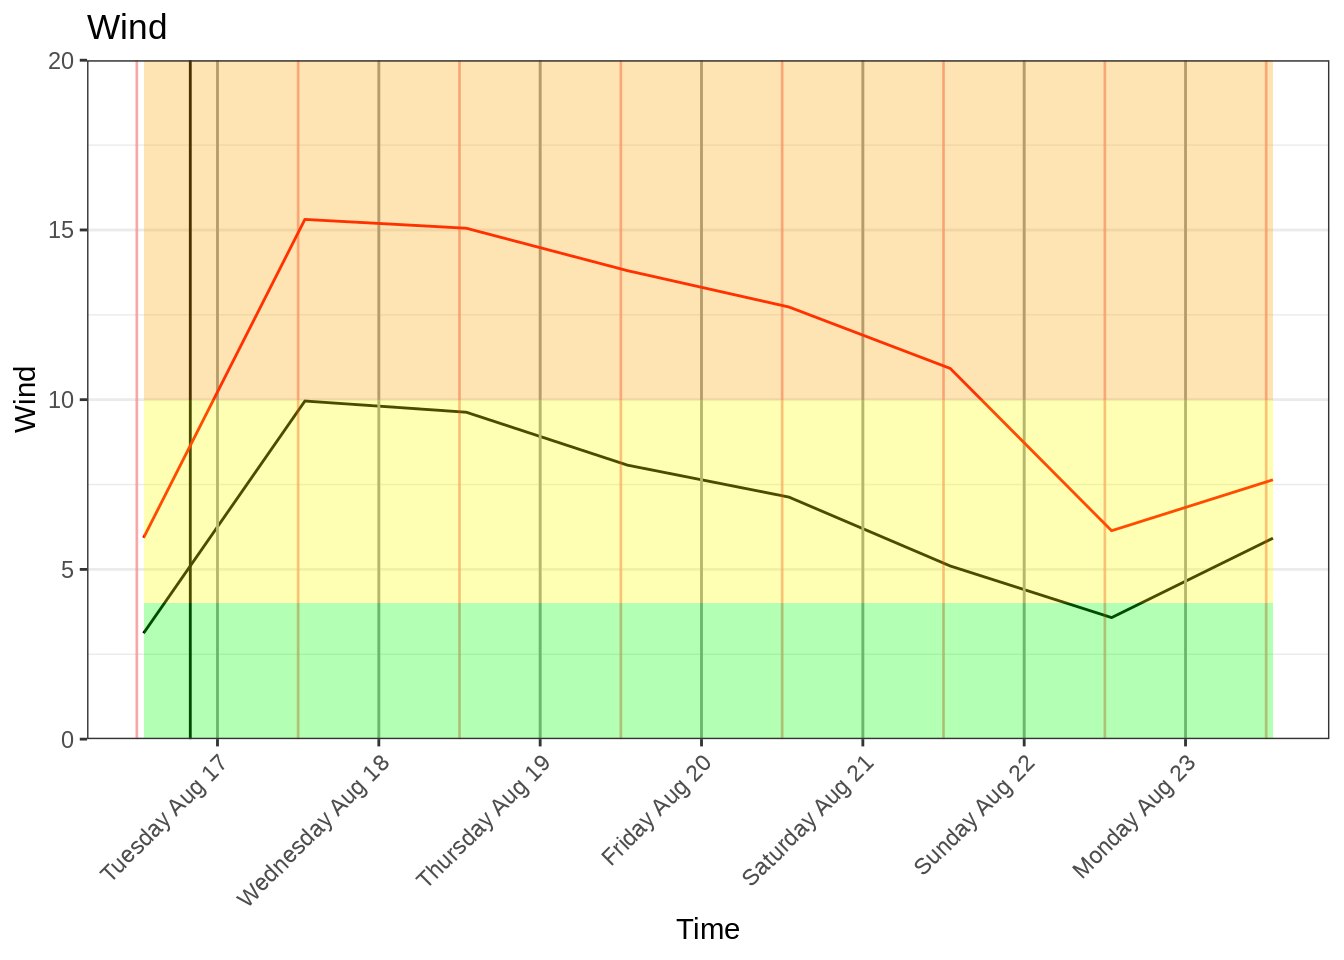 Wind
20
15
10
5
0
Wind
Tuesday Aug 17
Wednesday Aug 18
Thursday Aug 19
Friday Aug 20
Saturday Aug 21
Sunday Aug 22
Monday Aug 23
Time